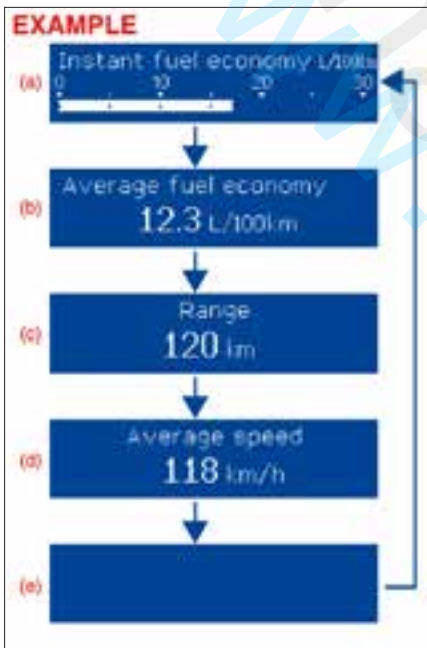 EXAMPLE
(a)
Instant fuel economy L/100km
0 10 20 30
(b)
Average fuel economy
12.3 L/100km
(c)
Range
120 km
(d)
Average speed
118 km/h
(e)